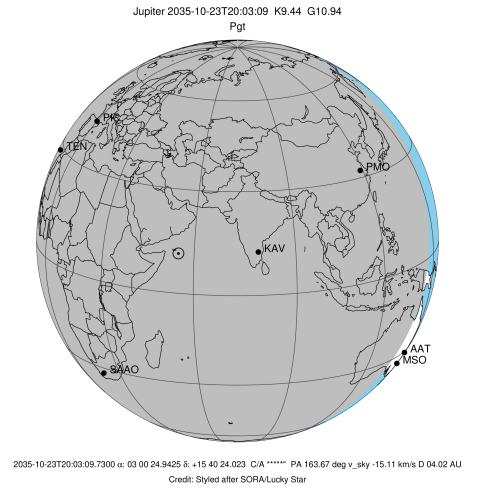 Jupiter 2035-10-23T20:03:09  K9.44  G10.94
Pgt
PIC
TEN
PMO
KAV
AAT
MSO
SAAO
2035-10-23T20:03:09.7300 α: 03 00 24.9425 δ: +15 40 24.023  C/A *****"  PA 163.67 deg v_sky -15.11 km/s D 04.02 AU
Credit: Styled after SORA/Lucky Star